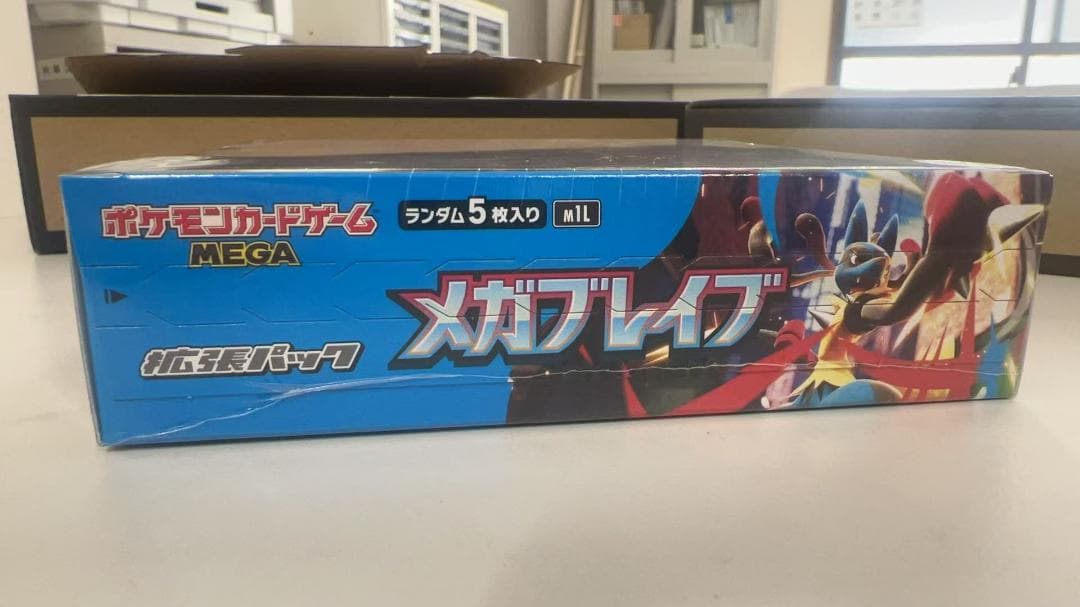 ポケモンカードゲーム
MEGA
ランダム5枚入り
M1L
メガブレイブ
拡張パック